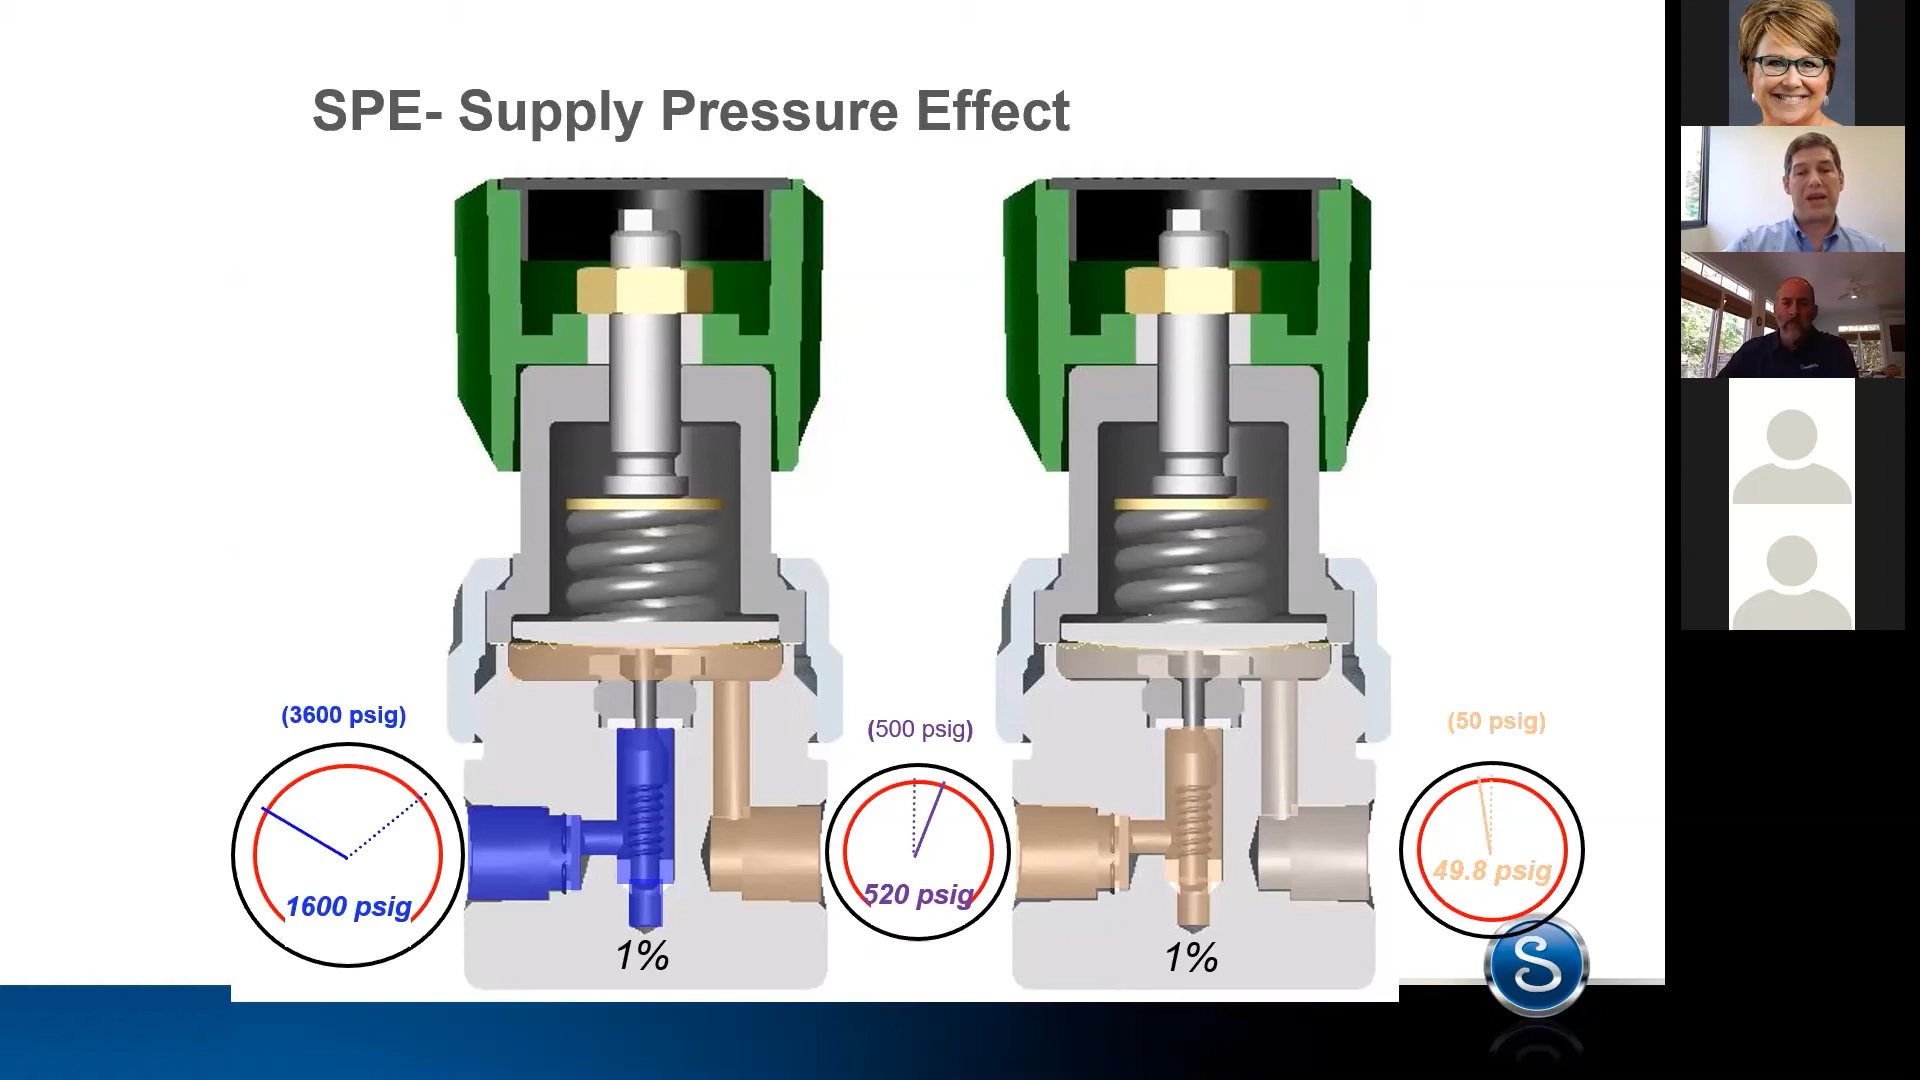 SPE- Supply Pressure Effect
(3600 psig)
(500 psig)
(50 psig)
1600 psig
520 psig
49.8 psig
1%
1%
S